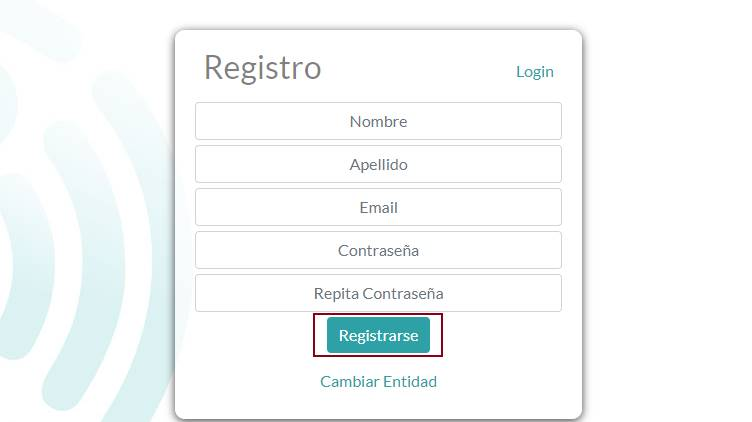 Registro
Login
Nombre
Apellido
Email
Contraseña
Repita Contraseña
Registrarse
Cambiar Entidad